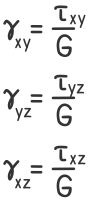 γxy = τxy / G
γyz = τyz / G
γxz = τxz / G